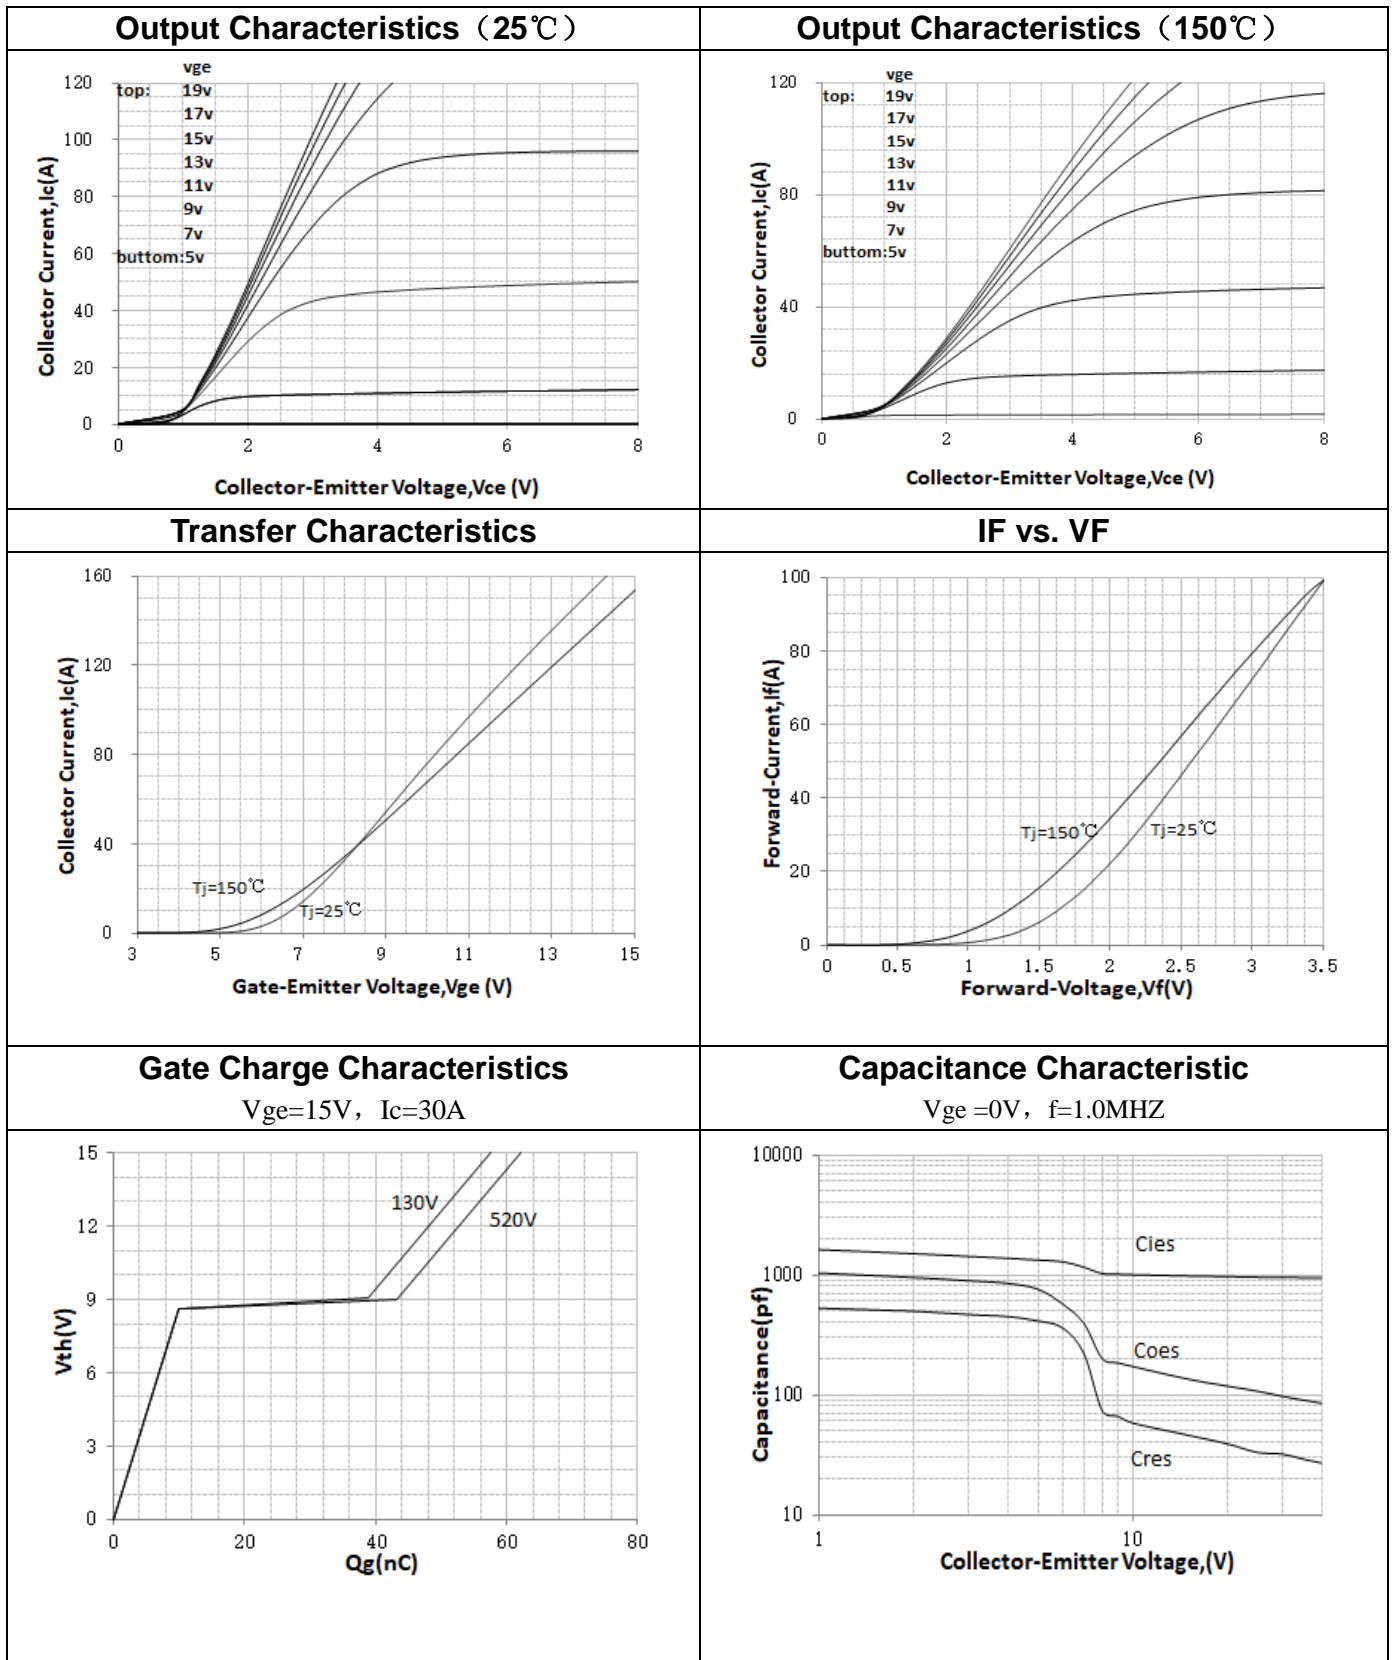 Output Characteristics（25℃）
Output Characteristics（150℃）
vge
top: 19v
17v
15v
13v
11v
9v
7v
buttom:5v
120
100
80
60
40
20
0
0 2 4 6 8
Collector Current,Ic(A)
Collector-Emitter Voltage,Vce (V)
vge
top: 19v
17v
15v
13v
11v
9v
7v
buttom:5v
120
80
40
0
0 2 4 6 8
Collector Current,Ic(A)
Collector-Emitter Voltage,Vce (V)
Transfer Characteristics
IF vs. VF
160
120
80
40
0
3 5 7 9 11 13 15
Tj=150℃
Tj=25℃
Collector Current,Ic(A)
Gate-Emitter Voltage,Vge (V)
100
80
60
40
20
0
0 0.5 1 1.5 2 2.5 3 3.5
Tj=150℃
Tj=25℃
Forward-Current,If(A)
Forward-Voltage,Vf(V)
Gate Charge Characteristics
Vge=15V，Ic=30A
Capacitance Characteristic
Vge =0V，f=1.0MHZ
15
12
9
6
3
0
0 20 40 60 80
130V
520V
Vth(V)
Qg(nC)
10000
1000
100
10
1 10
Cies
Coes
Cres
Capacitance(pf)
Collector-Emitter Voltage,(V)